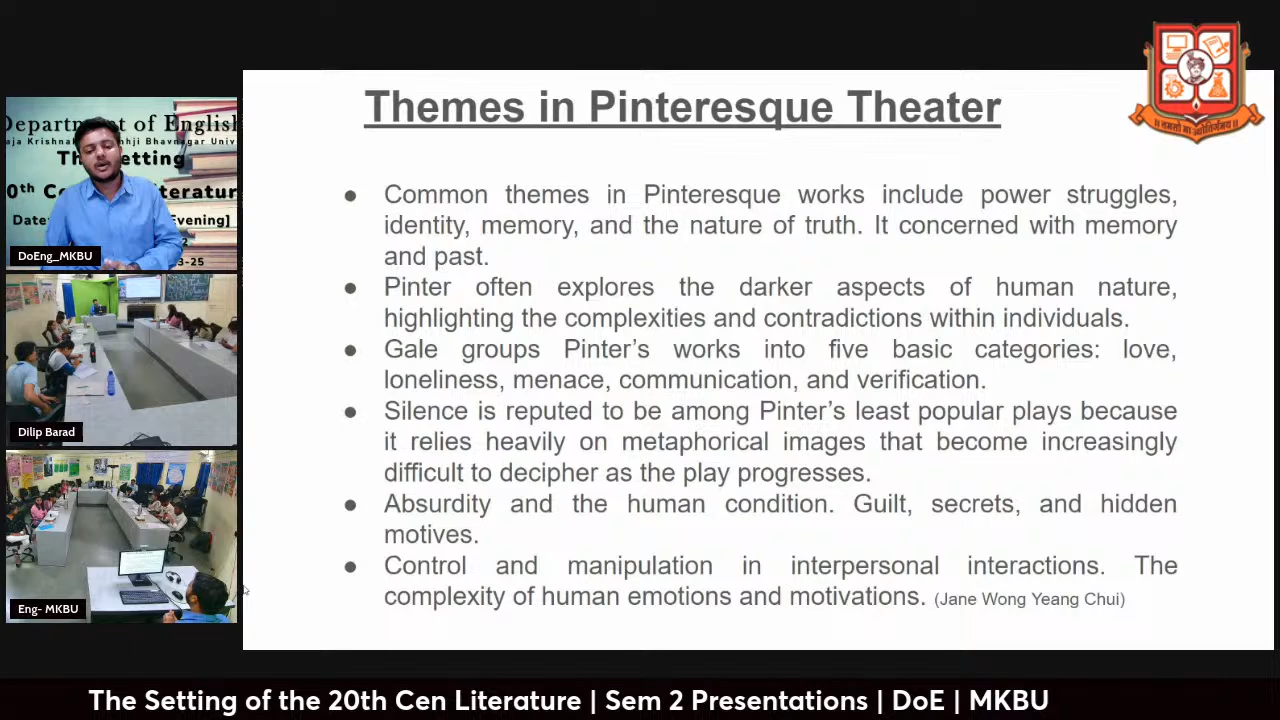 Themes in Pinteresque Theater
Common themes in Pinteresque works include power struggles,
identity, memory, and the nature of truth. It concerned with memory
and past.
Pinter often explores the darker aspects of human nature,
highlighting the complexities and contradictions within individuals.
Gale groups Pinter's works into five basic categories: love,
loneliness, menace, communication, and verification.
Silence is reputed to be among Pinter's least popular plays because
it relies heavily on metaphorical images that become increasingly
difficult to decipher as the play progresses.
Absurdity and the human condition. Guilt, secrets, and hidden
motives.
Control and manipulation in interpersonal interactions. The
complexity of human emotions and motivations. (Jane Wong Yeang Chui)
Department of English
Krishna hji Bhavnagar Univ
Th Setting
0th Cen iteratur
Date: Evening]
3-25
DoEng_MKBU
Dilip Barad
Eng- MKBU
The Setting of the 20th Cen Literature | Sem 2 Presentations | DoE | MKBU